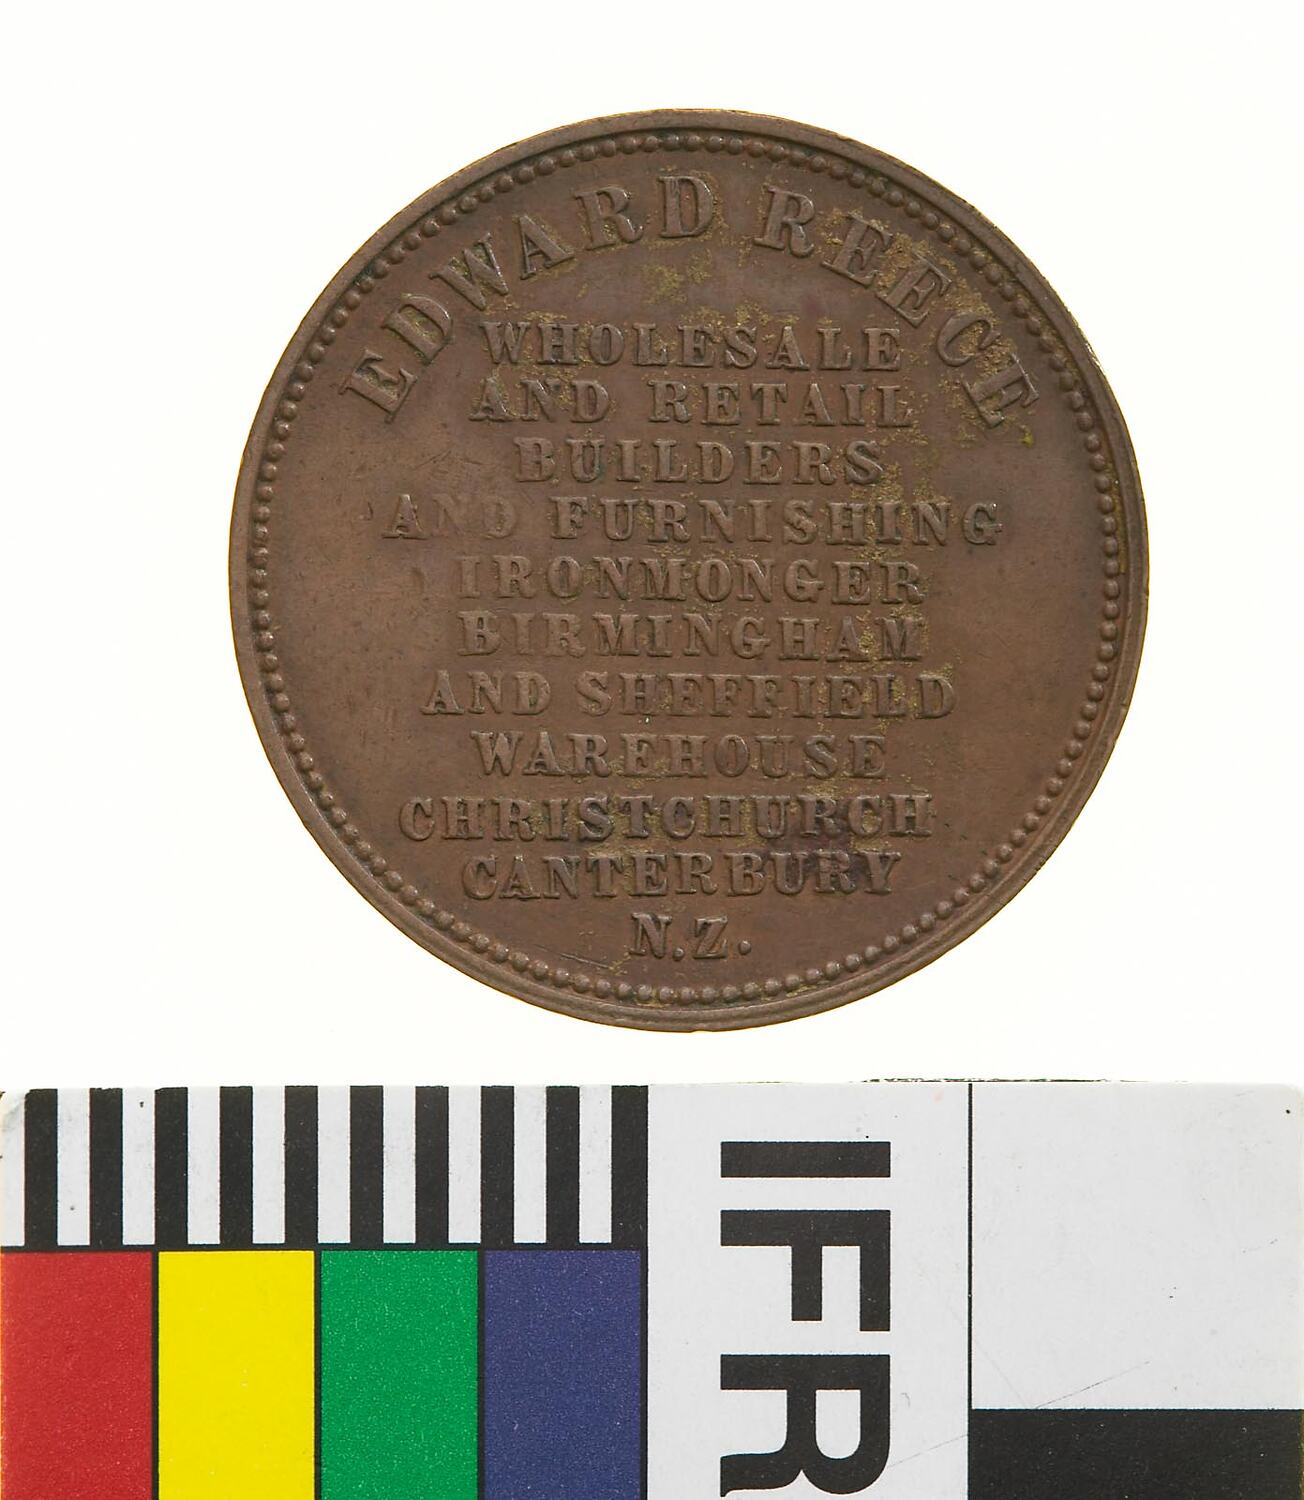 EDWARD REECE
WHOLESALE
AND RETAIL
BUILDERS
AND FURNISHING
IRONMONGER
BIRMINGHAM
AND SHEFFIELD
WAREHOUSE
CHRISTCHURCH
CANTERBURY
N.Z.
IFR